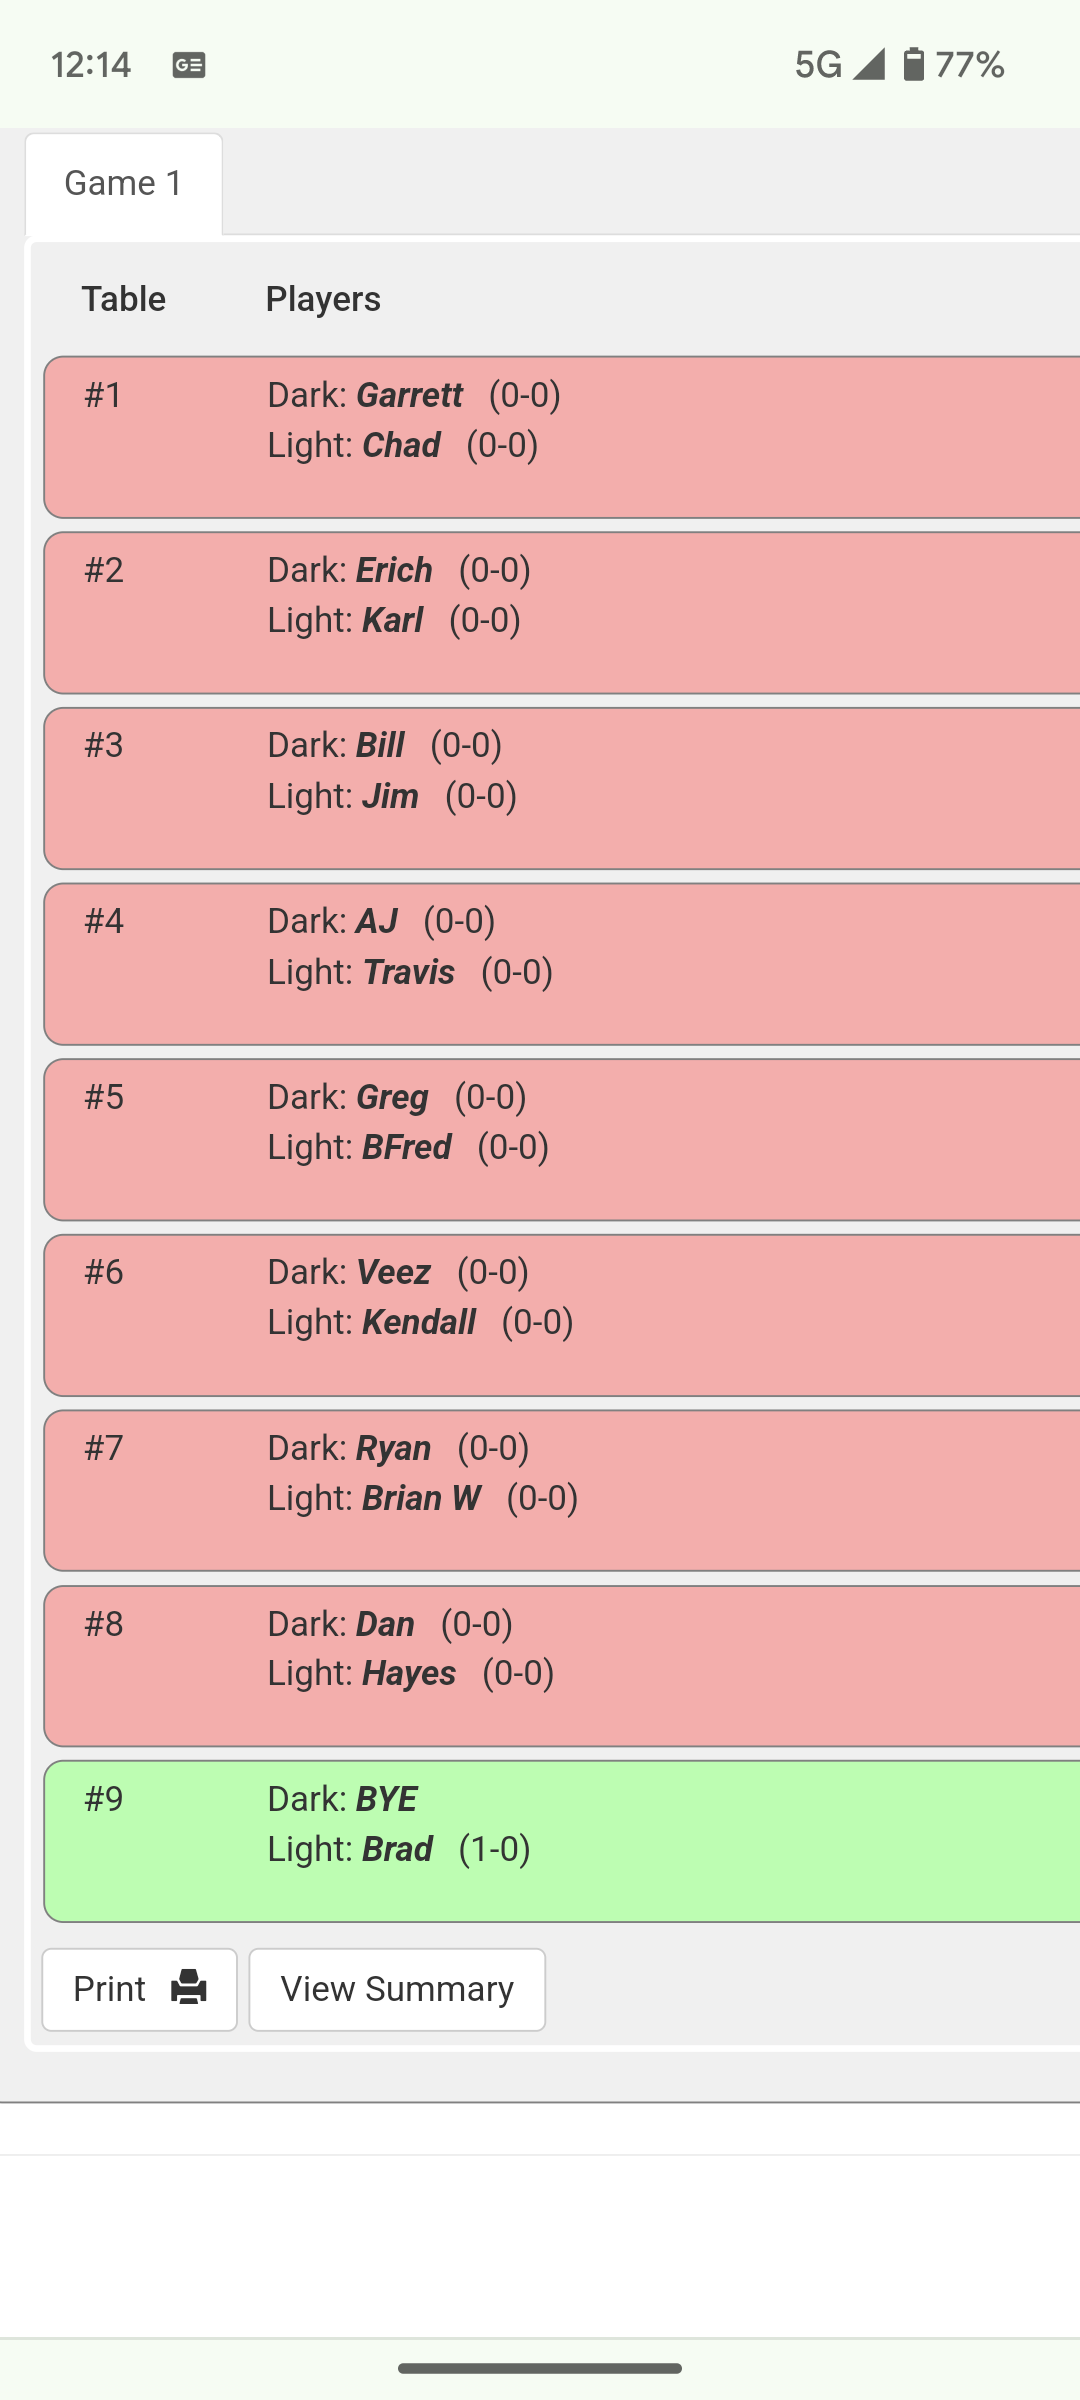 12:14 GE 5G 77%
Game 1
Table Players
#1 Dark: Garrett (0-0)
Light: Chad (0-0)
#2 Dark: Erich (0-0)
Light: Karl (0-0)
#3 Dark: Bill (0-0)
Light: Jim (0-0)
#4 Dark: AJ (0-0)
Light: Travis (0-0)
#5 Dark: Greg (0-0)
Light: BFred (0-0)
#6 Dark: Veez (0-0)
Light: Kendall (0-0)
#7 Dark: Ryan (0-0)
Light: Brian W (0-0)
#8 Dark: Dan (0-0)
Light: Hayes (0-0)
#9 Dark: BYE
Light: Brad (1-0)
Print View Summary